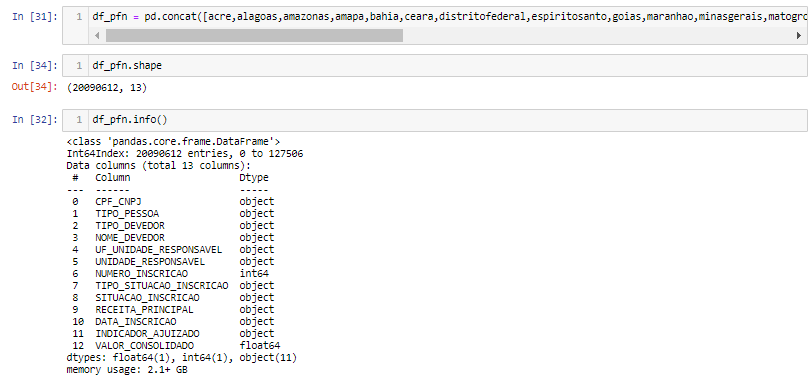 In [31]: 1 df_pfn = pd.concat([acre,alagoas,amazonas,amapa,bahia,ceara,distritofederal,espiritosanto,goias,maranhao,minasgerais,matogro
In [34]: 1 df_pfn.shape
Out[34]: (20090612, 13)
In [32]: 1 df_pfn.info()
<class 'pandas.core.frame.DataFrame'>
Int64Index: 20090612 entries, 0 to 127506
Data columns (total 13 columns):
# Column Dtype
--- ------ -----
0 CPF_CNPJ object
1 TIPO_PESSOA object
2 TIPO_DEVEDOR object
3 NOME_DEVEDOR object
4 UF_UNIDADE_RESPONSAVEL object
5 UNIDADE_RESPONSAVEL object
6 NUMERO_INSCRICAO int64
7 TIPO_SITUACAO_INSCRICAO object
8 SITUACAO_INSCRICAO object
9 RECEITA_PRINCIPAL object
10 DATA_INSCRICAO object
11 INDICADOR_AJUIZADO object
12 VALOR_CONSOLIDADO float64
dtypes: float64(1), int64(1), object(11)
memory usage: 2.1+ GB